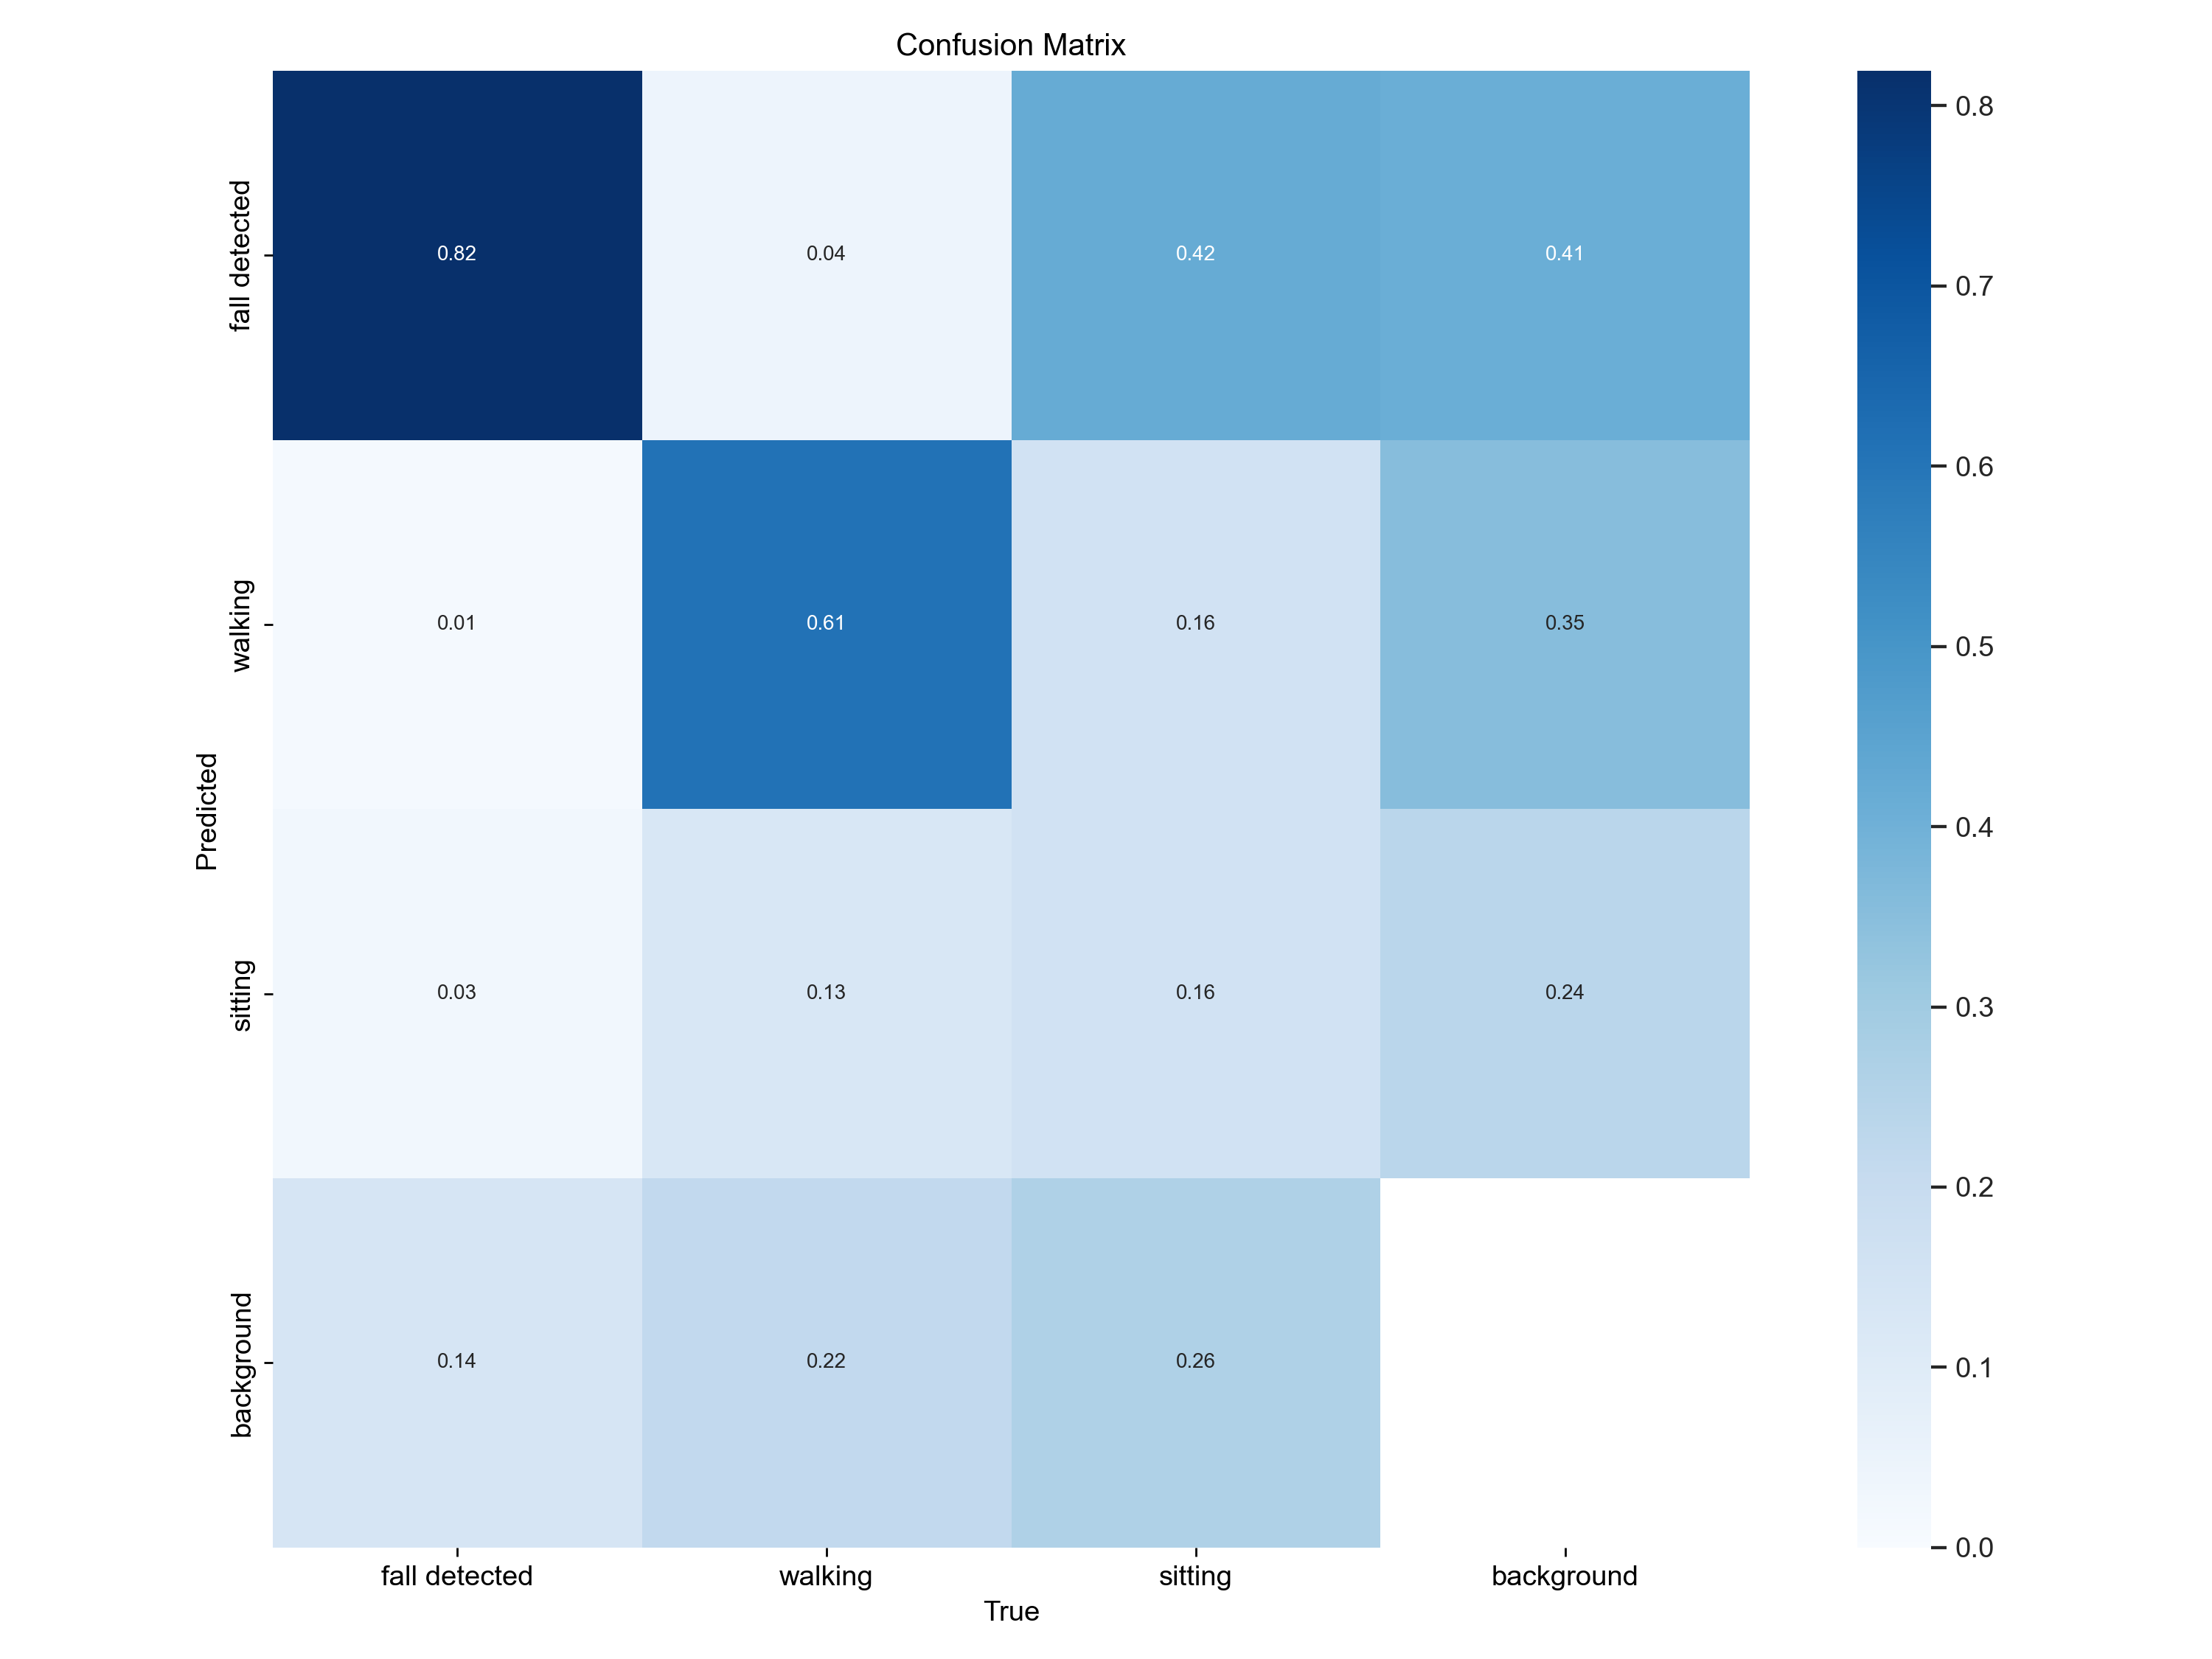 Confusion Matrix
fall detected
0.82
0.04
0.42
0.41
walking
0.01
0.61
0.16
0.35
Predicted
sitting
0.03
0.13
0.16
0.24
background
0.14
0.22
0.26
fall detected
walking
sitting
background
True
0.8
0.7
0.6
0.5
0.4
0.3
0.2
0.1
0.0